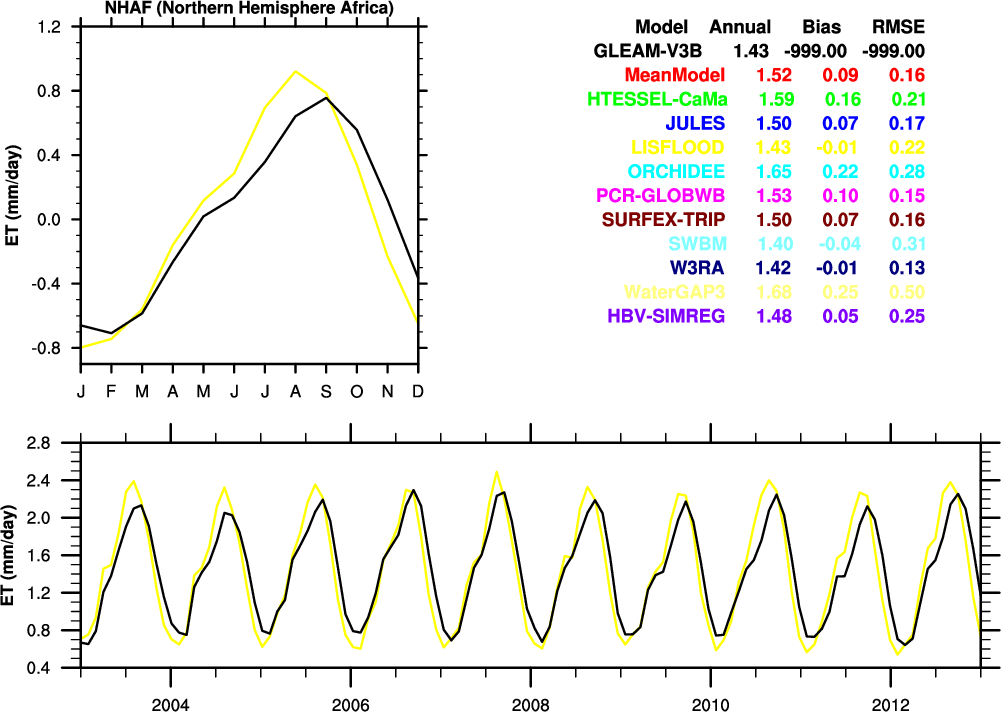 NHAF (Northern Hemisphere Africa)
1.2
0.8
0.4
0.0
-0.4
-0.8
ET (mm/day)
J F M A M J J A S O N D
Model Annual Bias RMSE
GLEAM-V3B 1.43 -999.00 -999.00
MeanModel 1.52 0.09 0.16
HTESSEL-CaMa 1.59 0.16 0.21
JULES 1.50 0.07 0.17
LISFLOOD 1.43 -0.01 0.22
ORCHIDEE 1.65 0.22 0.28
PCR-GLOBWB 1.53 0.10 0.15
SURFEX-TRIP 1.50 0.07 0.16
SWBM 1.40 -0.04 0.31
W3RA 1.42 -0.01 0.13
WaterGAP3 1.68 0.25 0.50
HBV-SIMREG 1.48 0.05 0.25
2.8
2.4
2.0
1.6
1.2
0.8
0.4
ET (mm/day)
2004 2006 2008 2010 2012